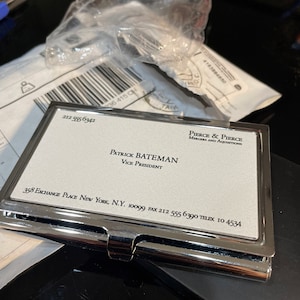 212 555 6342
PIERCE & PIERCE
MERGERS AND AQUISITIONS
PATRICK BATEMAN
VICE PRESIDENT
358 EXCHANGE PLACE NEW YORK, N.Y. 10099 FAX 212 555 6390 TELEX 10 4534